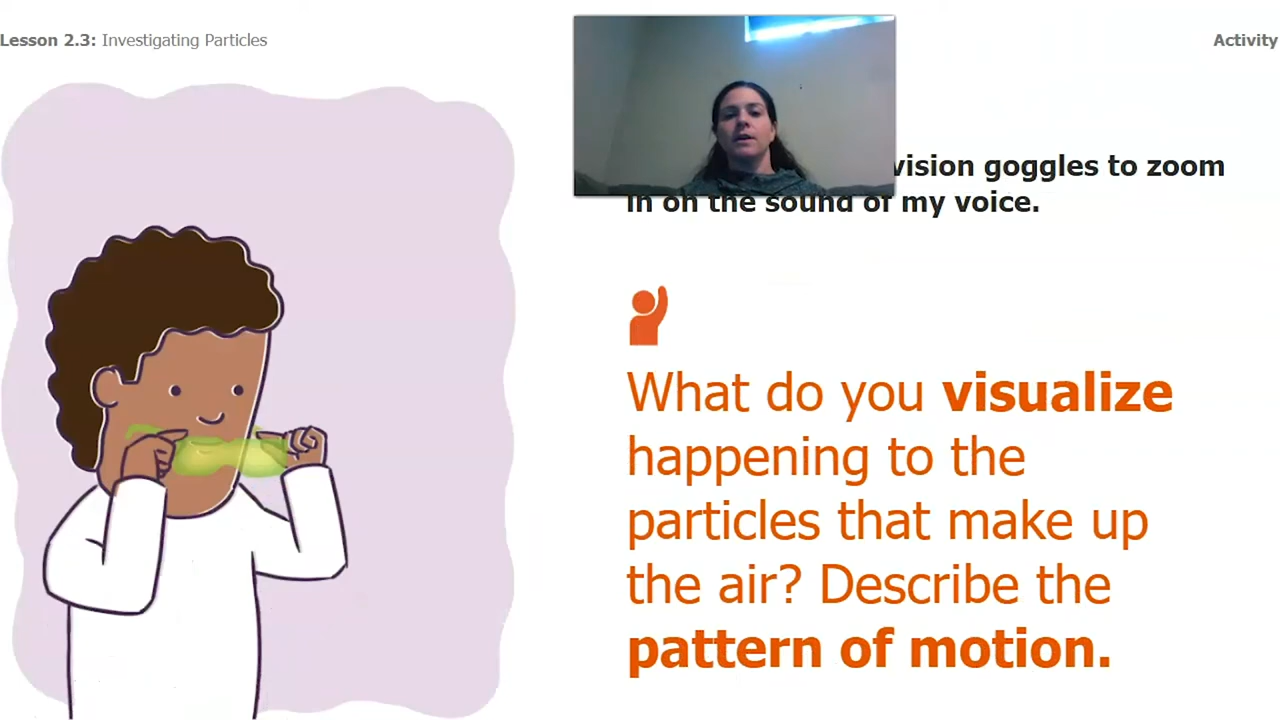 Lesson 2.3: Investigating Particles
Activity
vision goggles to zoom
in on the sound of my voice.
What do you visualize
happening to the
particles that make up
the air? Describe the
pattern of motion.